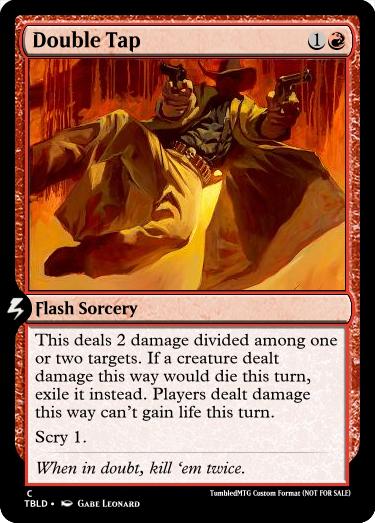 Double Tap 1
Flash Sorcery
This deals 2 damage divided among one
or two targets. If a creature dealt
damage this way would die this turn,
exile it instead. Players dealt damage
this way can't gain life this turn.
Scry 1.
When in doubt, kill 'em twice.
C
TBLD • Gabe Leonard
TumbledMTG Custom Format (NOT FOR SALE)